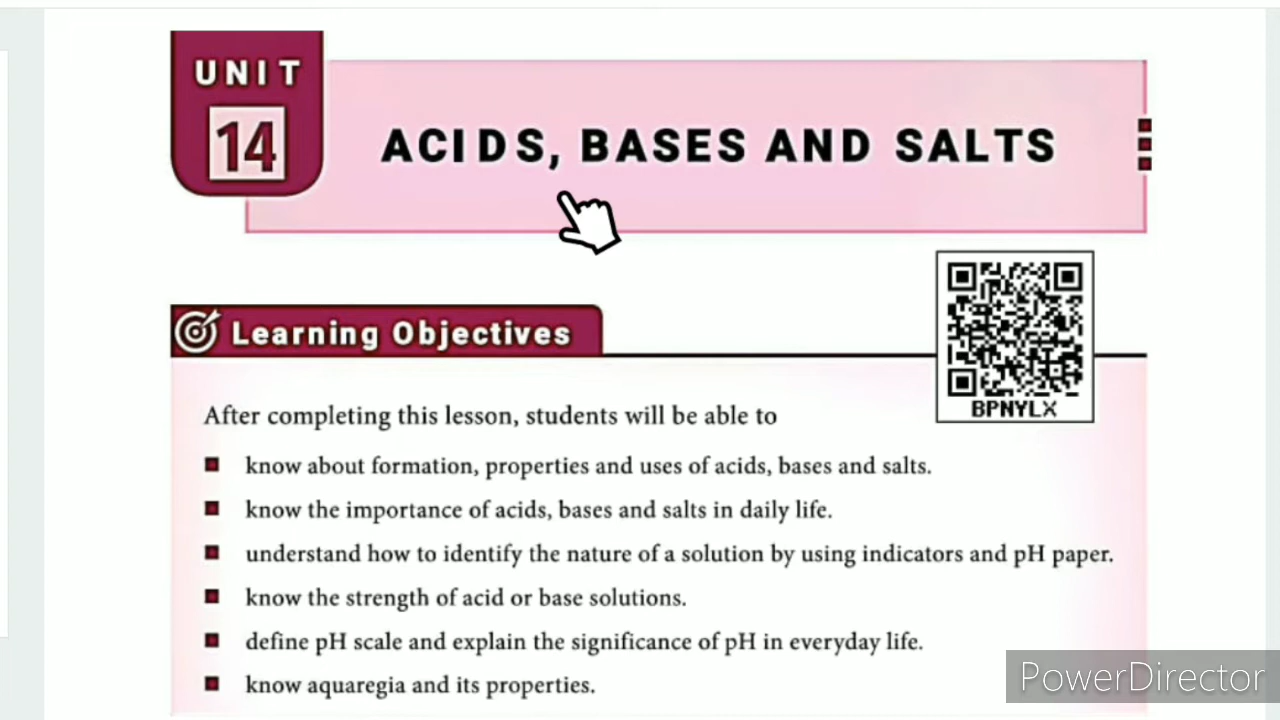 UNIT
14
ACIDS, BASES AND SALTS
BPNYLX
Learning Objectives
After completing this lesson, students will be able to
know about formation, properties and uses of acids, bases and salts.
know the importance of acids, bases and salts in daily life.
understand how to identify the nature of a solution by using indicators and pH paper.
know the strength of acid or base solutions.
define pH scale and explain the significance of pH in everyday life.
know aquaregia and its properties.
PowerDirector